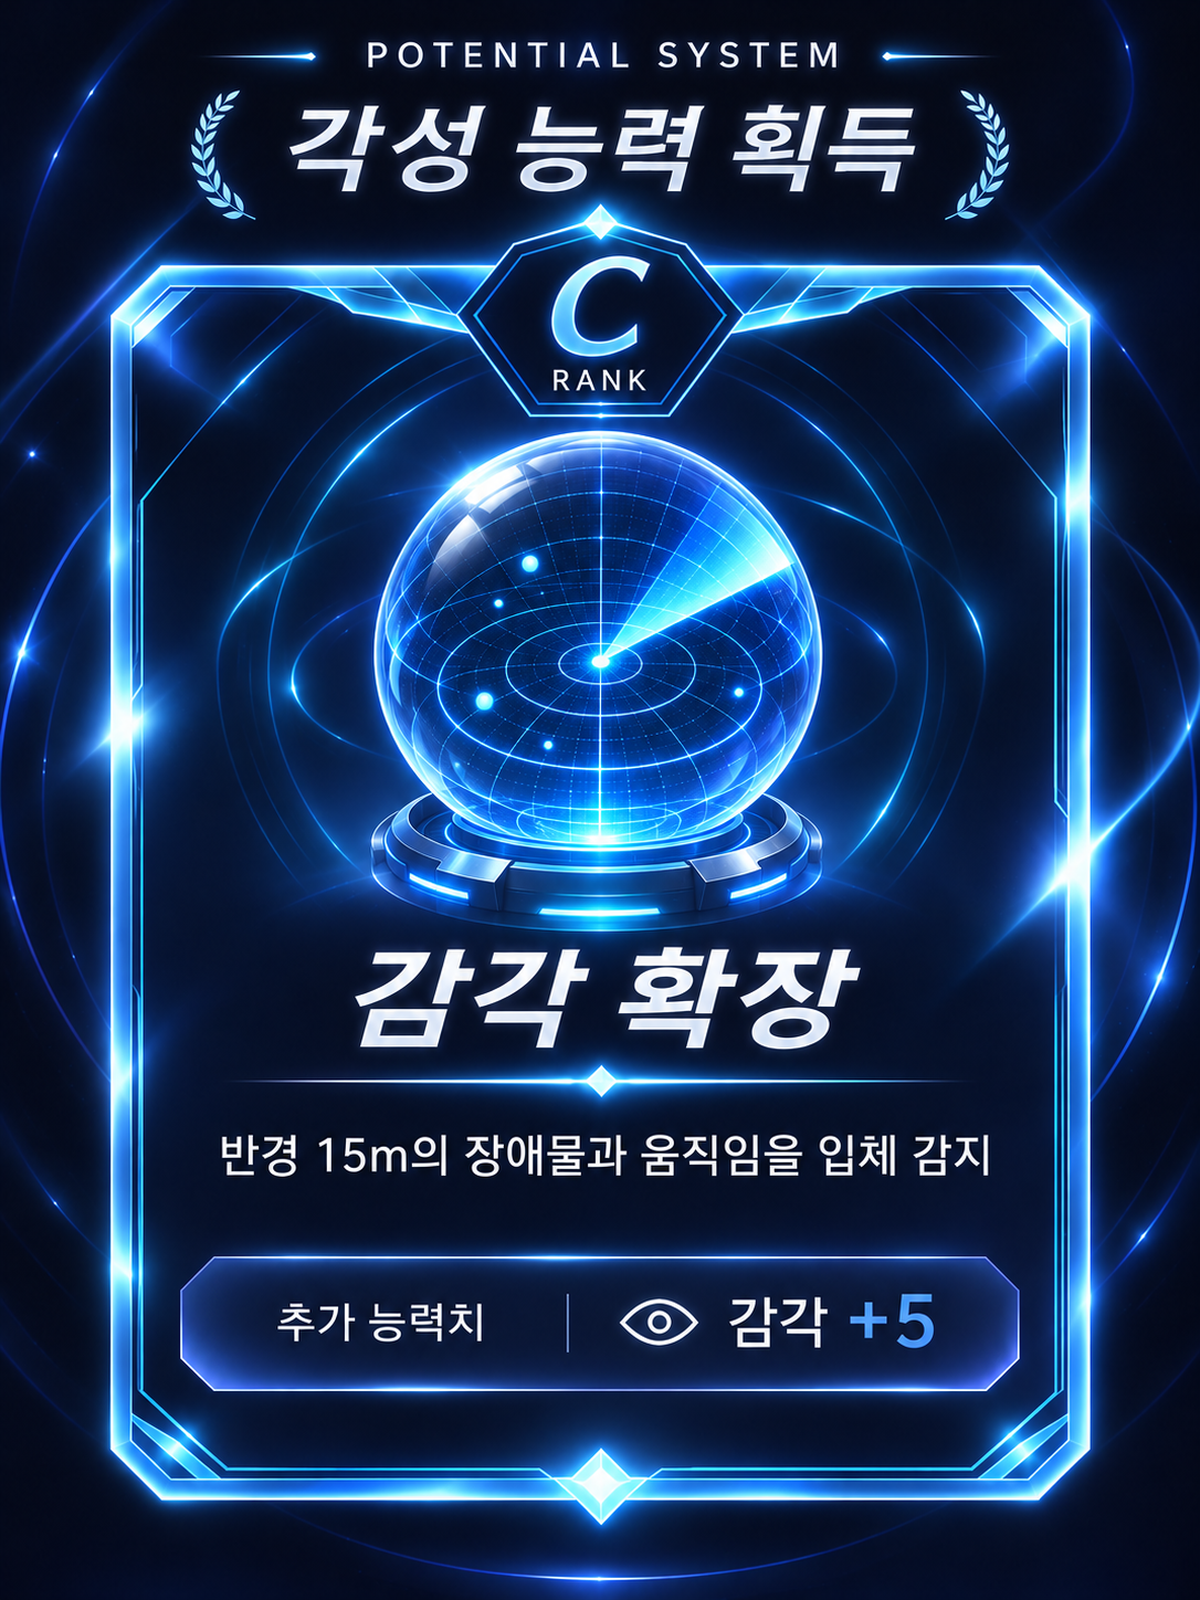 POTENTIAL SYSTEM
각성 능력 획득
C
RANK
감각 확장
반경 15m의 장애물과 움직임을 입체 감지
추가 능력치 감각 +5